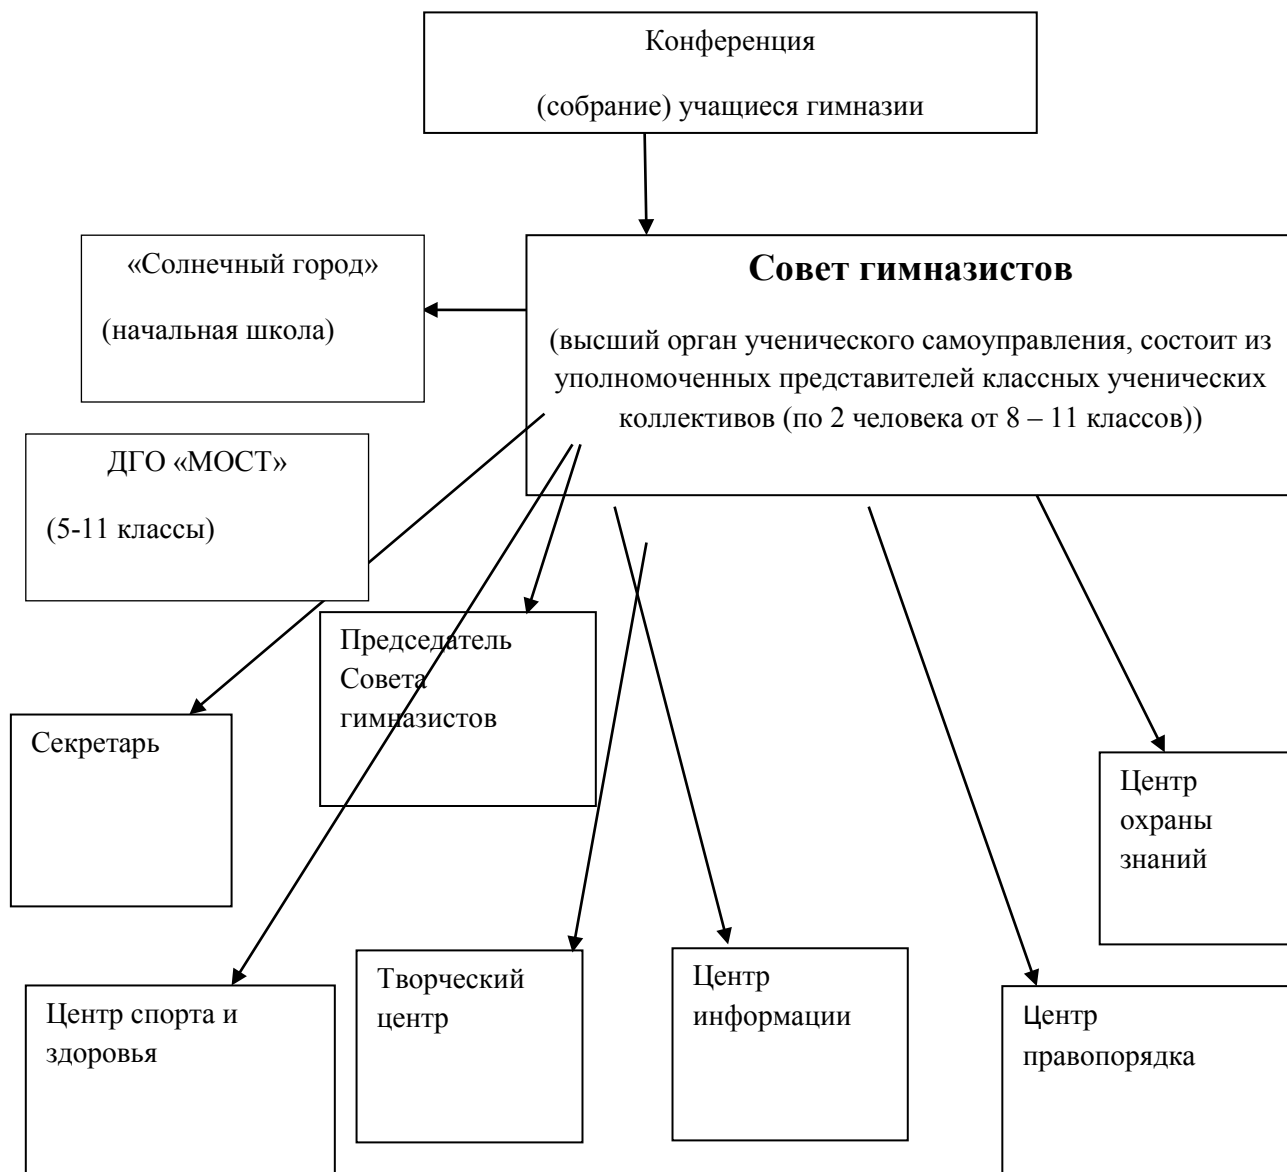 Конференция
(собрание) учащиеся гимназии
«Солнечный город»
(начальная школа)
Совет гимназистов
(высший орган ученического самоуправления, состоит из
уполномоченных представителей классных ученических
коллективов (по 2 человека от 8 – 11 классов))
ДГО «МОСТ»
(5-11 классы)
Председатель
Совета
гимназистов
Секретарь
Центр
охраны
знаний
Центр спорта и
здоровья
Творческий
центр
Центр
информации
Центр
правопорядка